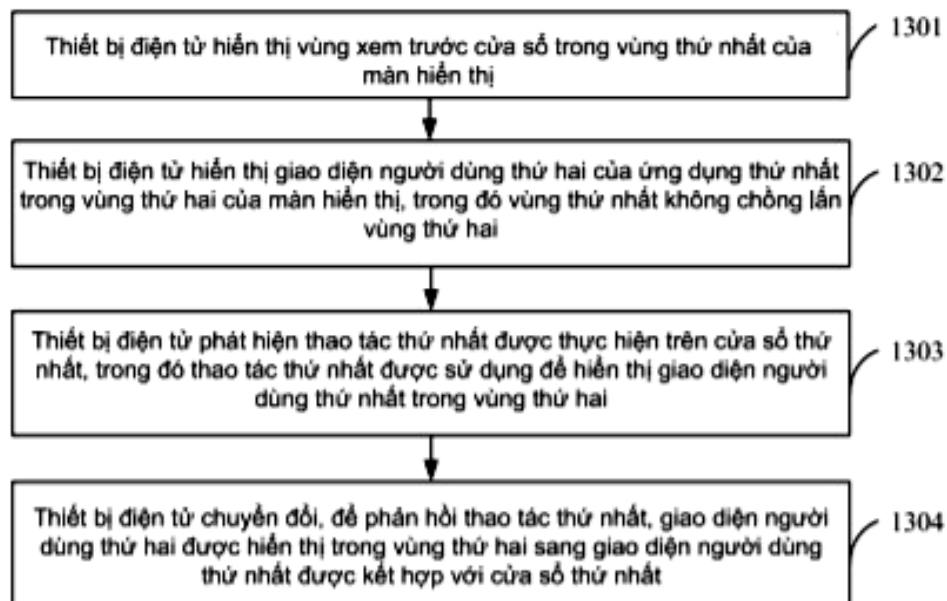 Thiết bị điện tử hiển thị vùng xem trước cửa sổ trong vùng thứ nhất của
màn hiển thị
1301
Thiết bị điện tử hiển thị giao diện người dùng thứ hai của ứng dụng thứ nhất
trong vùng thứ hai của màn hiển thị, trong đó vùng thứ nhất không chồng lấn
vùng thứ hai
1302
Thiết bị điện tử phát hiện thao tác thứ nhất được thực hiện trên cửa sổ thứ
nhất, trong đó thao tác thứ nhất được sử dụng để hiển thị giao diện người
dùng thứ nhất trong vùng thứ hai
1303
Thiết bị điện tử chuyển đổi, để phản hồi thao tác thứ nhất, giao diện người
dùng thứ hai được hiển thị trong vùng thứ hai sang giao diện người dùng
thứ nhất được kết hợp với cửa sổ thứ nhất
1304